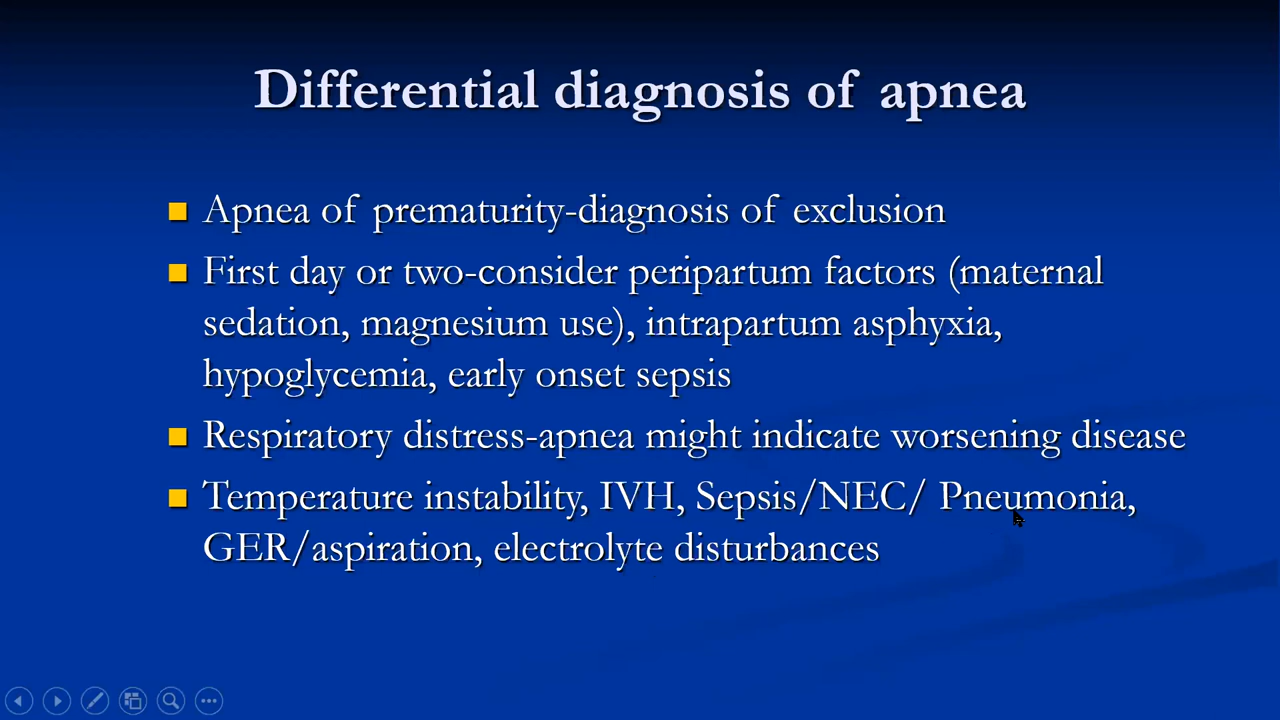 Differential diagnosis of apnea
Apnea of prematurity-diagnosis of exclusion
First day or two-consider peripartum factors (maternal
sedation, magnesium use), intrapartum asphyxia,
hypoglycemia, early onset sepsis
Respiratory distress-apnea might indicate worsening disease
Temperature instability, IVH, Sepsis/NEC/ Pneumonia,
GER/aspiration, electrolyte disturbances